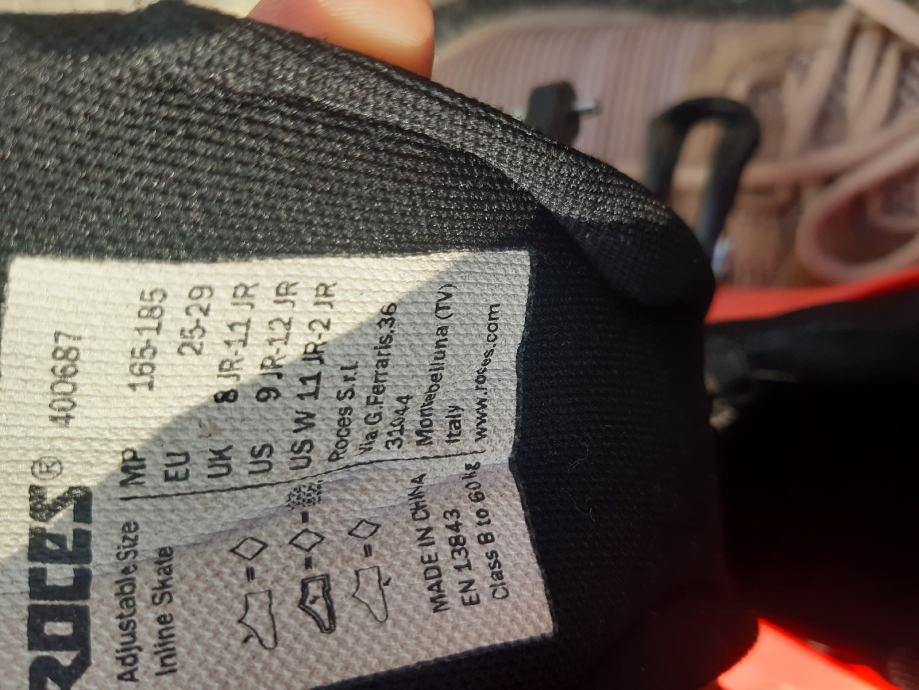 ROCES® 400687
Adjustable Size
Inline Skate
MP 165-185
EU 25-29
UK 8 JR-11 JR
US 9 JR-12 JR
US W 11 JR-2 JR
Roces S.r.l.
Via G.Ferraris,36
31044
Montebelluna (TV)
Italy
www.roces.com
MADE IN CHINA
EN 13843
Class B to 60kg